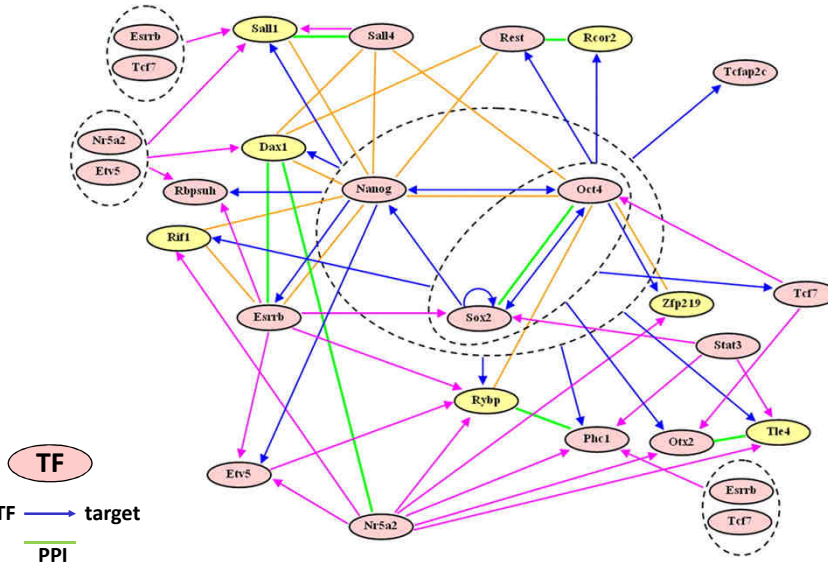 Esrrb
Sall1
Sall4
Rest
Rcor2
Tcf7
Tcfap2c
Nr5a2
Dax1
Etv5
Rbpsuh
Nanog
Oct4
Rif1
Tcf7
Zfp219
Esrrb
Sox2
Stat3
Rybp
Phc1
Otx2
Tle4
TF
Etv5
Esrrb
TF target
Nr5a2
Tcf7
PPI